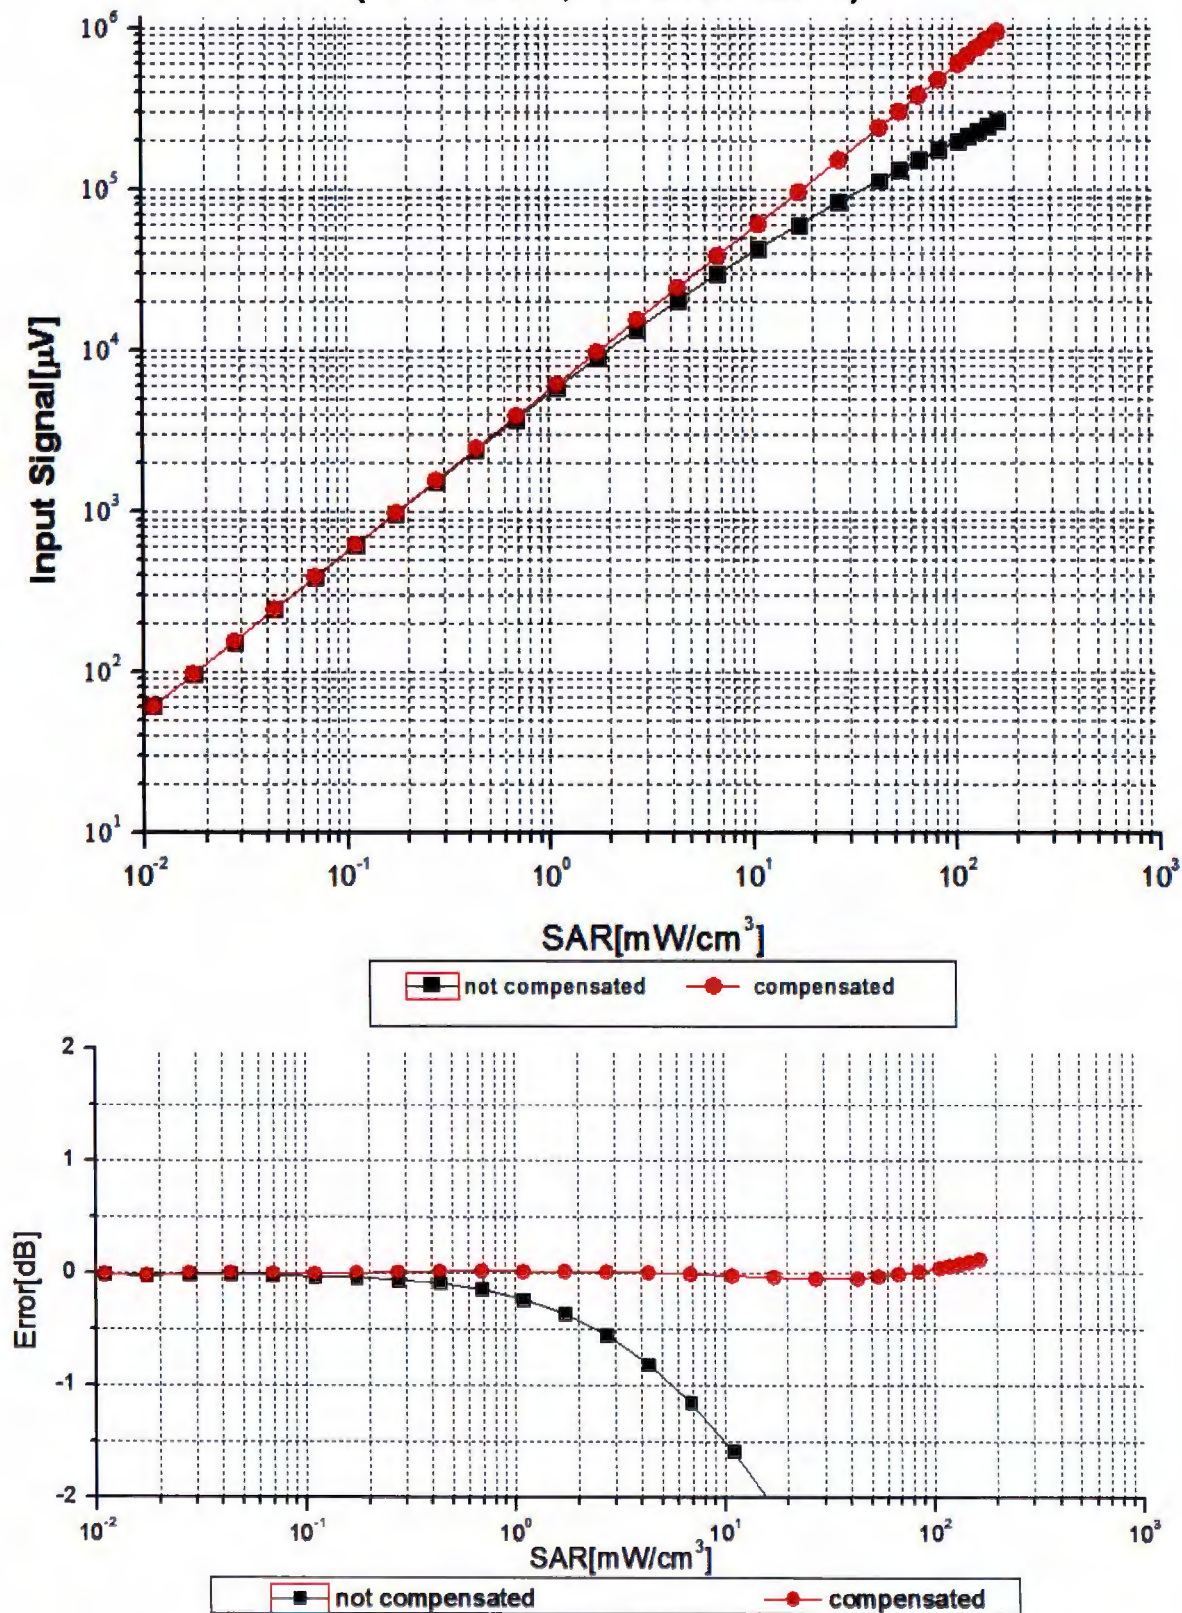 10⁶
10⁵
10⁴
10³
10²
10¹
Input Signal[µV]
10⁻² 10⁻¹ 10⁰ 10¹ 10² 10³
SAR[mW/cm³]
not compensated compensated
2
1
0
-1
-2
Error[dB]
10⁻² 10⁻¹ 10⁰ 10¹ 10² 10³
SAR[mW/cm³]
not compensated compensated